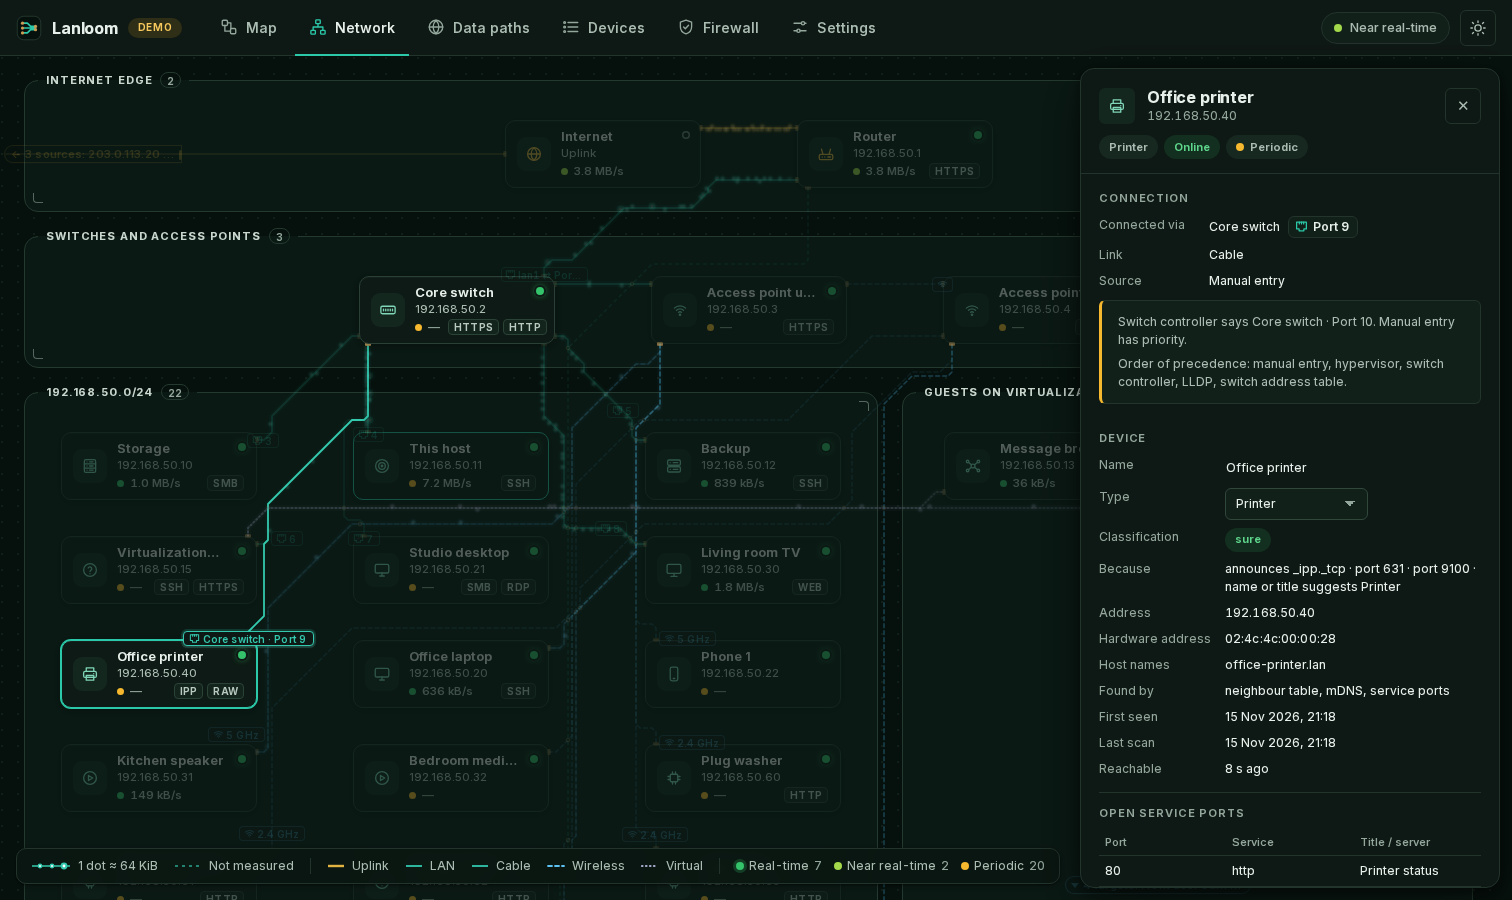 Lanloom DEMO Map Network Data paths Devices Firewall Settings Near real-time
INTERNET EDGE 2
← 3 sources: 203.0.113.20
Internet
Uplink
3.8 MB/s
Router
192.168.50.1
3.8 MB/s HTTPS
SWITCHES AND ACCESS POINTS 3
Core switch
192.168.50.2
— HTTPS HTTP
Access point u...
192.168.50.3
— HTTPS
Access point
192.168.50.4
—
192.168.50.0/24 22
GUESTS ON VIRTUALIZA
Storage
192.168.50.10
1.0 MB/s SMB
This host
192.168.50.11
7.2 MB/s SSH
Backup
192.168.50.12
839 kB/s SSH
Message br
192.168.50.13
36 kB/s
Virtualization...
192.168.50.15
— SSH HTTPS
6
7
Studio desktop
192.168.50.21
— SMB RDP
Living room TV
192.168.50.30
1.8 MB/s WEB
Core switch · Port 9
Office printer
192.168.50.40
— IPP RAW
Office laptop
192.168.50.20
636 kB/s SSH
5 GHz
Phone 1
192.168.50.22
—
5 GHz
Kitchen speaker
192.168.50.31
149 kB/s
Bedroom medi...
192.168.50.32
—
2.4 GHz
Plug washer
192.168.50.60
— HTTP
2.4 GHz
2.4 GHz
1 dot ≈ 64 KiB Not measured Uplink LAN Cable Wireless Virtual Real-time 7 Near real-time 2 Periodic 20
Office printer
192.168.50.40
Printer Online Periodic
CONNECTION
Connected via Core switch Port 9
Link Cable
Source Manual entry
Switch controller says Core switch · Port 10. Manual entry
has priority.
Order of precedence: manual entry, hypervisor, switch
controller, LLDP, switch address table.
DEVICE
Name Office printer
Type Printer
Classification sure
Because announces _ipp._tcp · port 631 · port 9100 ·
name or title suggests Printer
Address 192.168.50.40
Hardware address 02:4c:4c:00:00:28
Host names office-printer.lan
Found by neighbour table, mDNS, service ports
First seen 15 Nov 2026, 21:18
Last scan 15 Nov 2026, 21:18
Reachable 8 s ago
OPEN SERVICE PORTS
Port Service Title / server
80 http Printer status